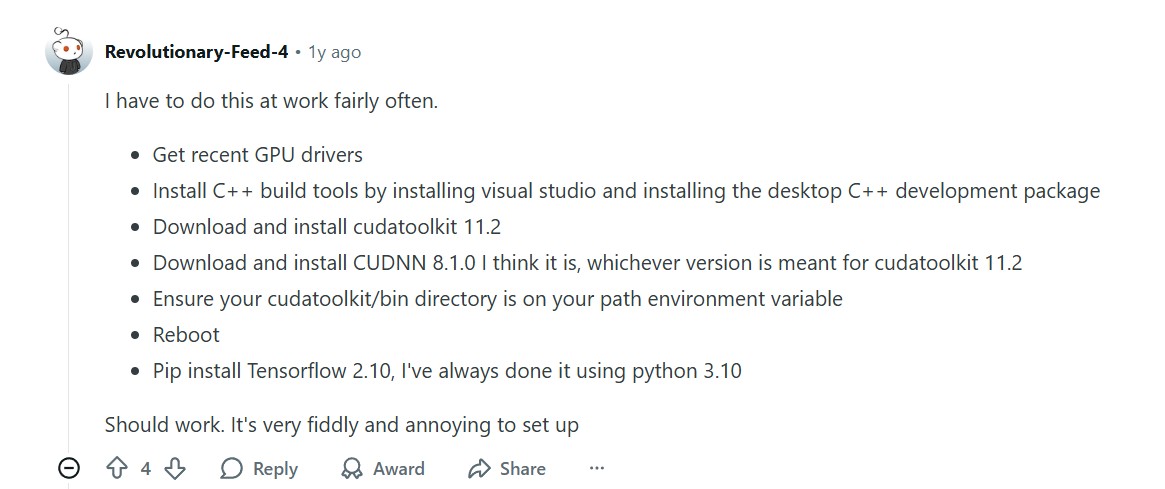 Revolutionary-Feed-4 • 1y ago
I have to do this at work fairly often.
• Get recent GPU drivers
• Install C++ build tools by installing visual studio and installing the desktop C++ development package
• Download and install cudatoolkit 11.2
• Download and install CUDNN 8.1.0 I think it is, whichever version is meant for cudatoolkit 11.2
• Ensure your cudatoolkit/bin directory is on your path environment variable
• Reboot
• Pip install Tensorflow 2.10, I've always done it using python 3.10
Should work. It's very fiddly and annoying to set up
4 Reply Award Share ...